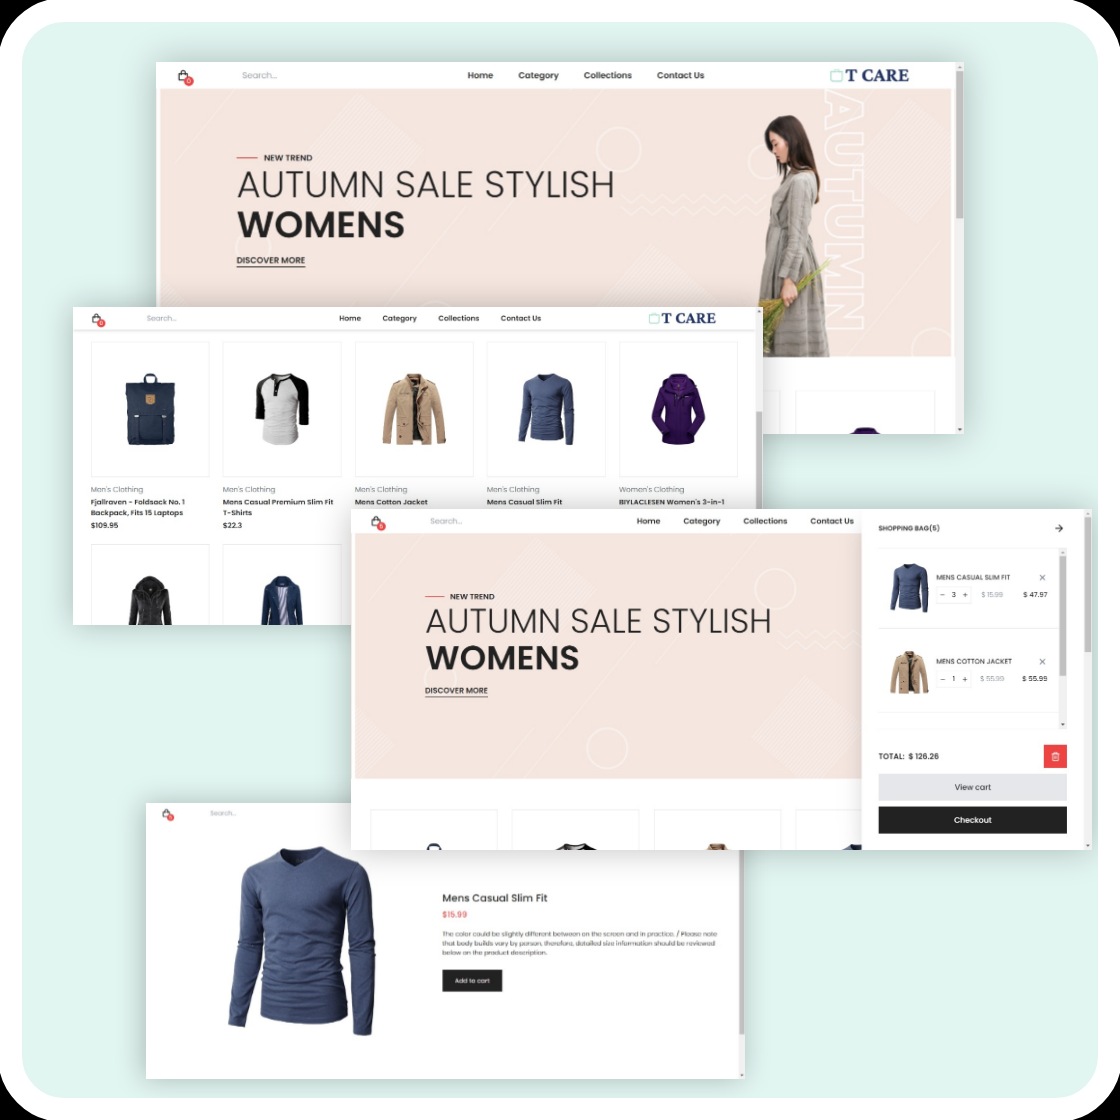 Search...
Home Category Collections Contact Us
T CARE
AUTUMN
NEW TREND
AUTUMN SALE STYLISH
WOMENS
DISCOVER MORE
Search...
Home Category Collections Contact Us
T CARE
Men's Clothing
Fjallraven - Foldsack No. 1
Backpack, Fits 15 Laptops
$109.95
Men's Clothing
Mens Casual Premium Slim Fit
T-Shirts
$22.3
Men's Clothing
Mens Cotton Jacket
Men's Clothing
Mens Casual Slim Fit
Women's Clothing
BIYLACLESEN Women's 3-in-1
Search...
Home Category Collections Contact Us
NEW TREND
AUTUMN SALE STYLISH
WOMENS
DISCOVER MORE
SHOPPING BAG(5)
MENS CASUAL SLIM FIT
− 3 + $ 15.99 $ 47.97
MENS COTTON JACKET
− 1 + $ 55.99 $ 55.99
TOTAL: $ 126.26
View cart
Checkout
Search...
Mens Casual Slim Fit
$15.99
The color could be slightly different between on the screen and in practice. / Please note
that body builds vary by person, therefore, detailed size information should be reviewed
below on the product description.
Add to cart